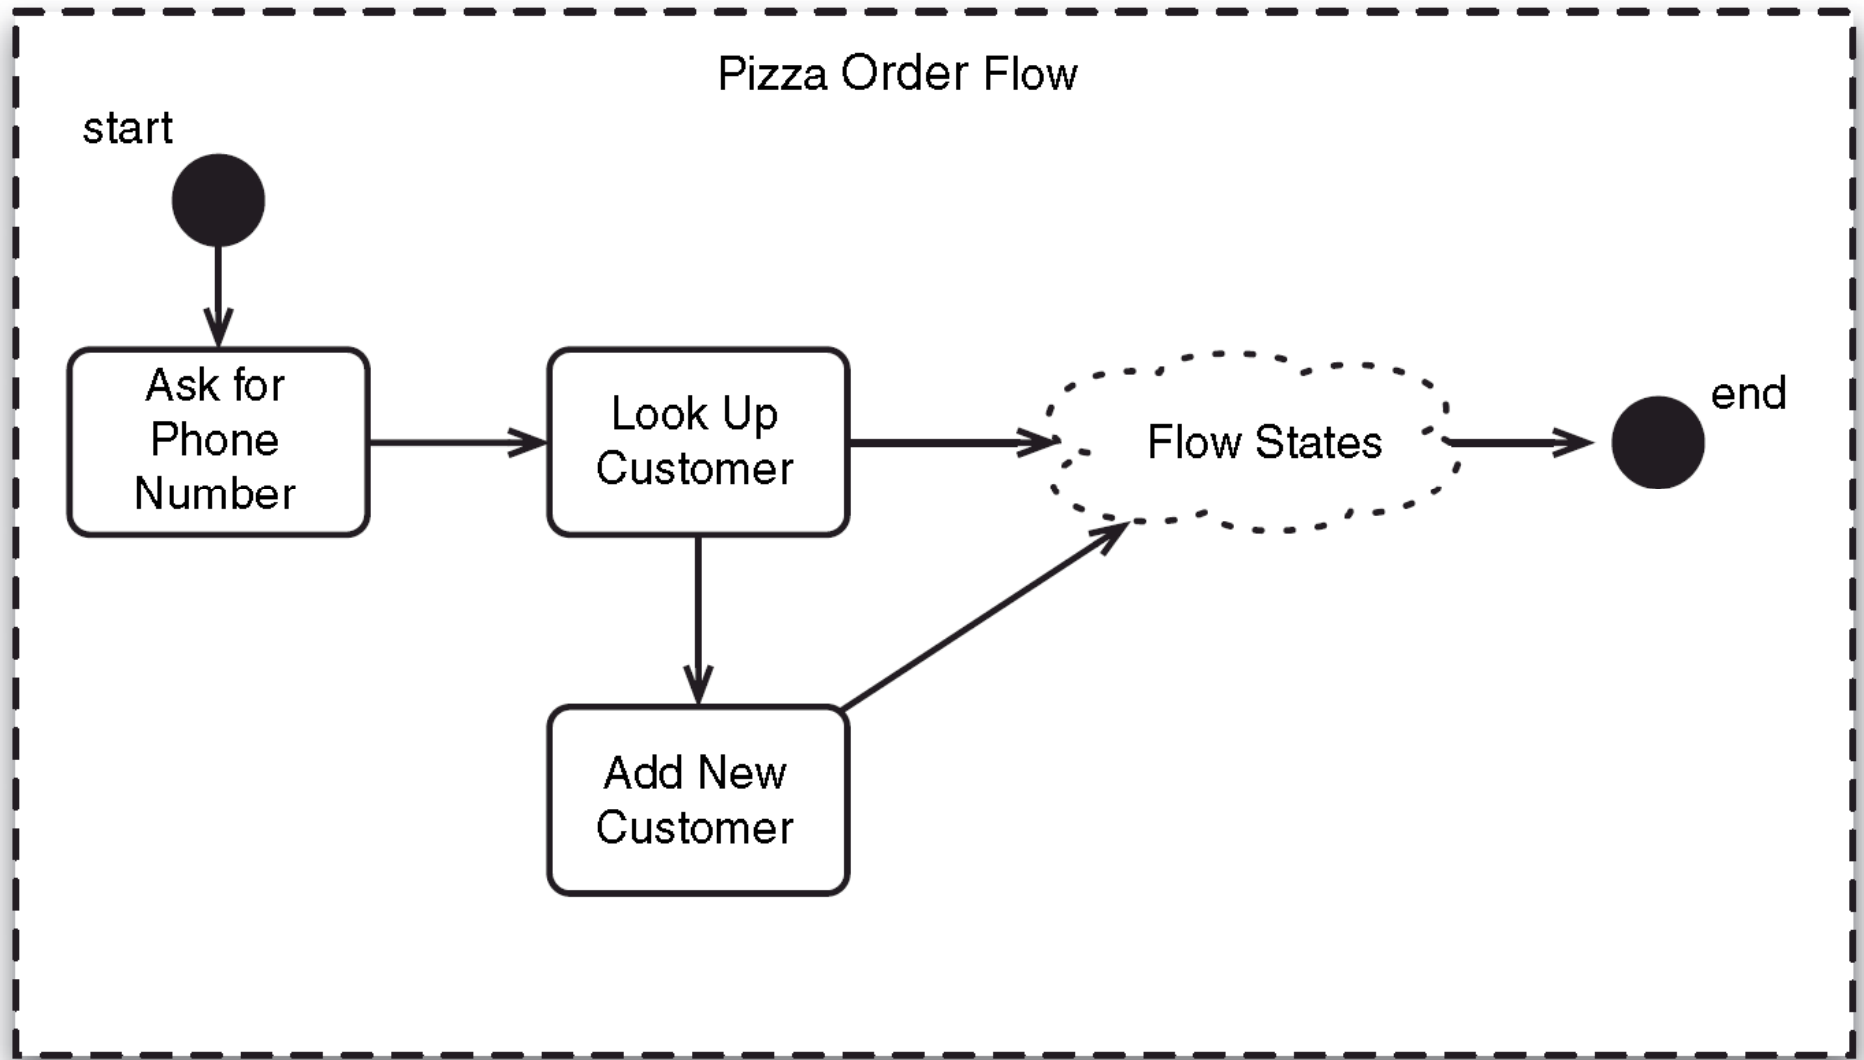 Pizza Order Flow
start
Ask for
Phone
Number
Look Up
Customer
Flow States
end
Add New
Customer